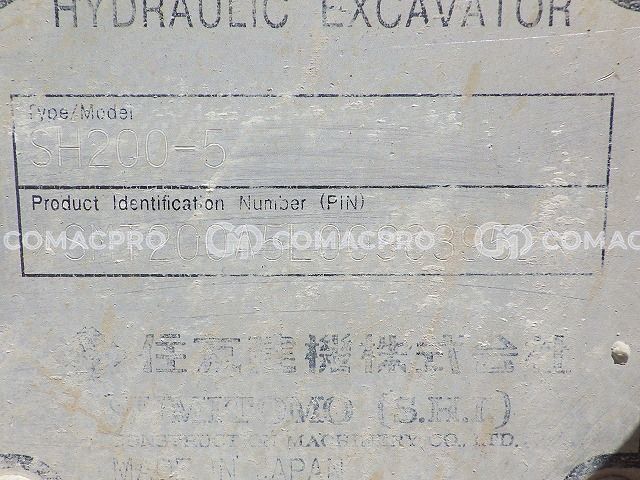 HYDRAULIC EXCAVATOR
Type/Model
SH200-5
Product Identification Number (PIN)
COMACPRO COMACPRO COMACPRO
住友建機株式会社
SUMITOMO (S.H.I.)
CONSTRUCTION MACHINERY CO., LTD.
MADE IN JAPAN